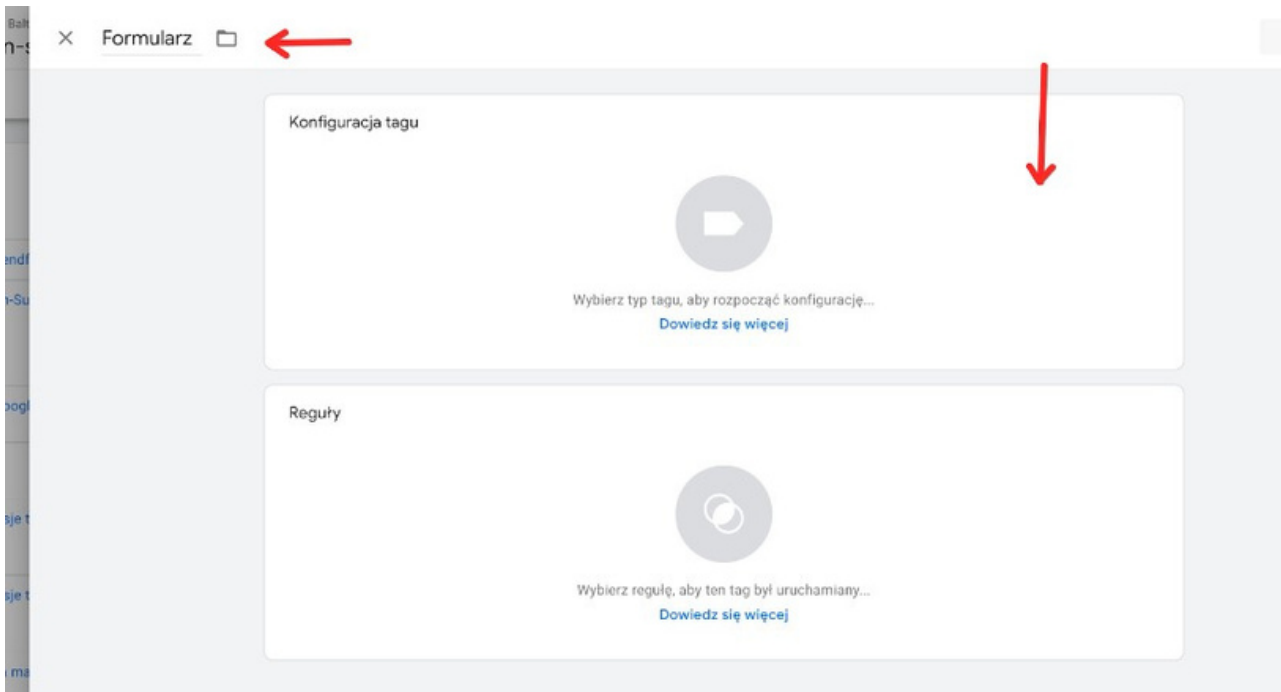 Formularz
Konfiguracja tagu
Wybierz typ tagu, aby rozpocząć konfigurację...
Dowiedz się więcej
Reguły
Wybierz regułę, aby ten tag był uruchamiany...
Dowiedz się więcej